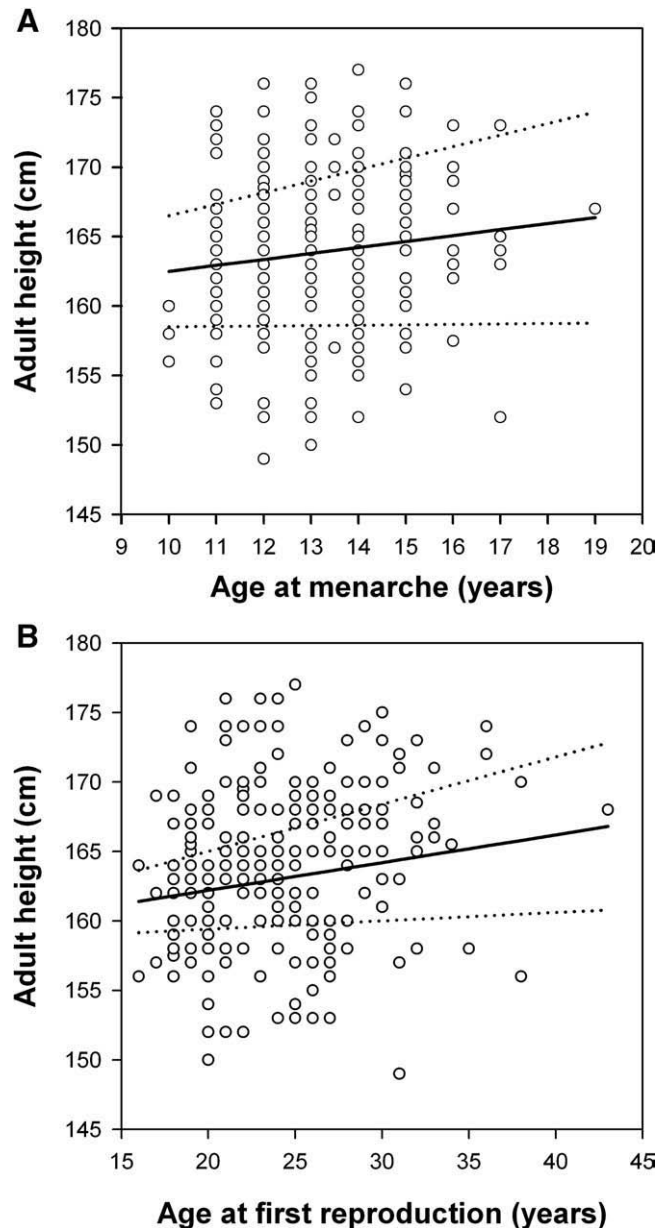 A
180
175
170
165
160
155
150
145
Adult height (cm)
9 10 11 12 13 14 15 16 17 18 19 20
Age at menarche (years)
B
180
175
170
165
160
155
150
145
Adult height (cm)
15 20 25 30 35 40 45
Age at first reproduction (years)